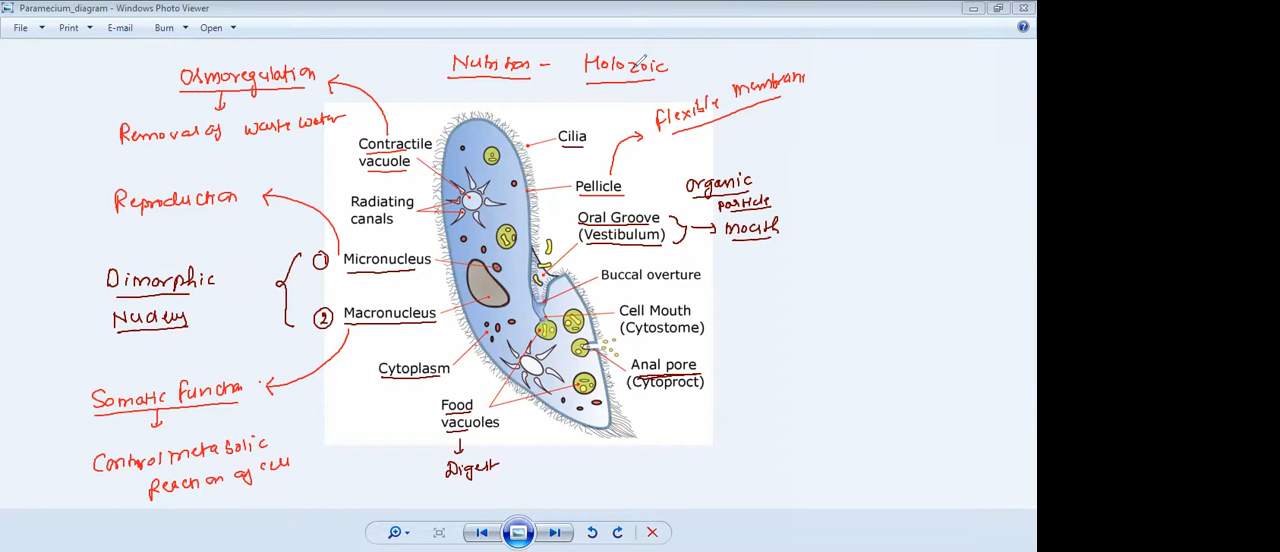 Paramecium_diagram - Windows Photo Viewer
File Print E-mail Burn Open
Nutrition - Holozoic
Osmoregulation
Removal of waste water
flexible membrane
Cilia
Contractile
vacuole
Pellicle
organic
particle
Reproduction
Radiating
canals
Oral Groove
(Vestibulum)
mouth
① Micronucleus
Buccal overture
Dimorphic
Nucleus
② Macronucleus
Cell Mouth
(Cytostome)
Cytoplasm
Anal pore
(Cytoproct)
Somatic function
Food
vacuoles
Control metabolic
Reaction of cell
Digest